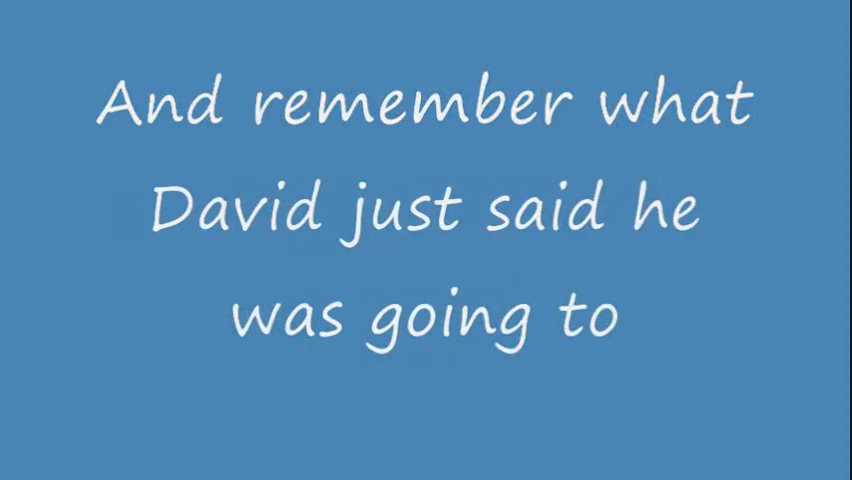 And remember what
David just said he
was going to